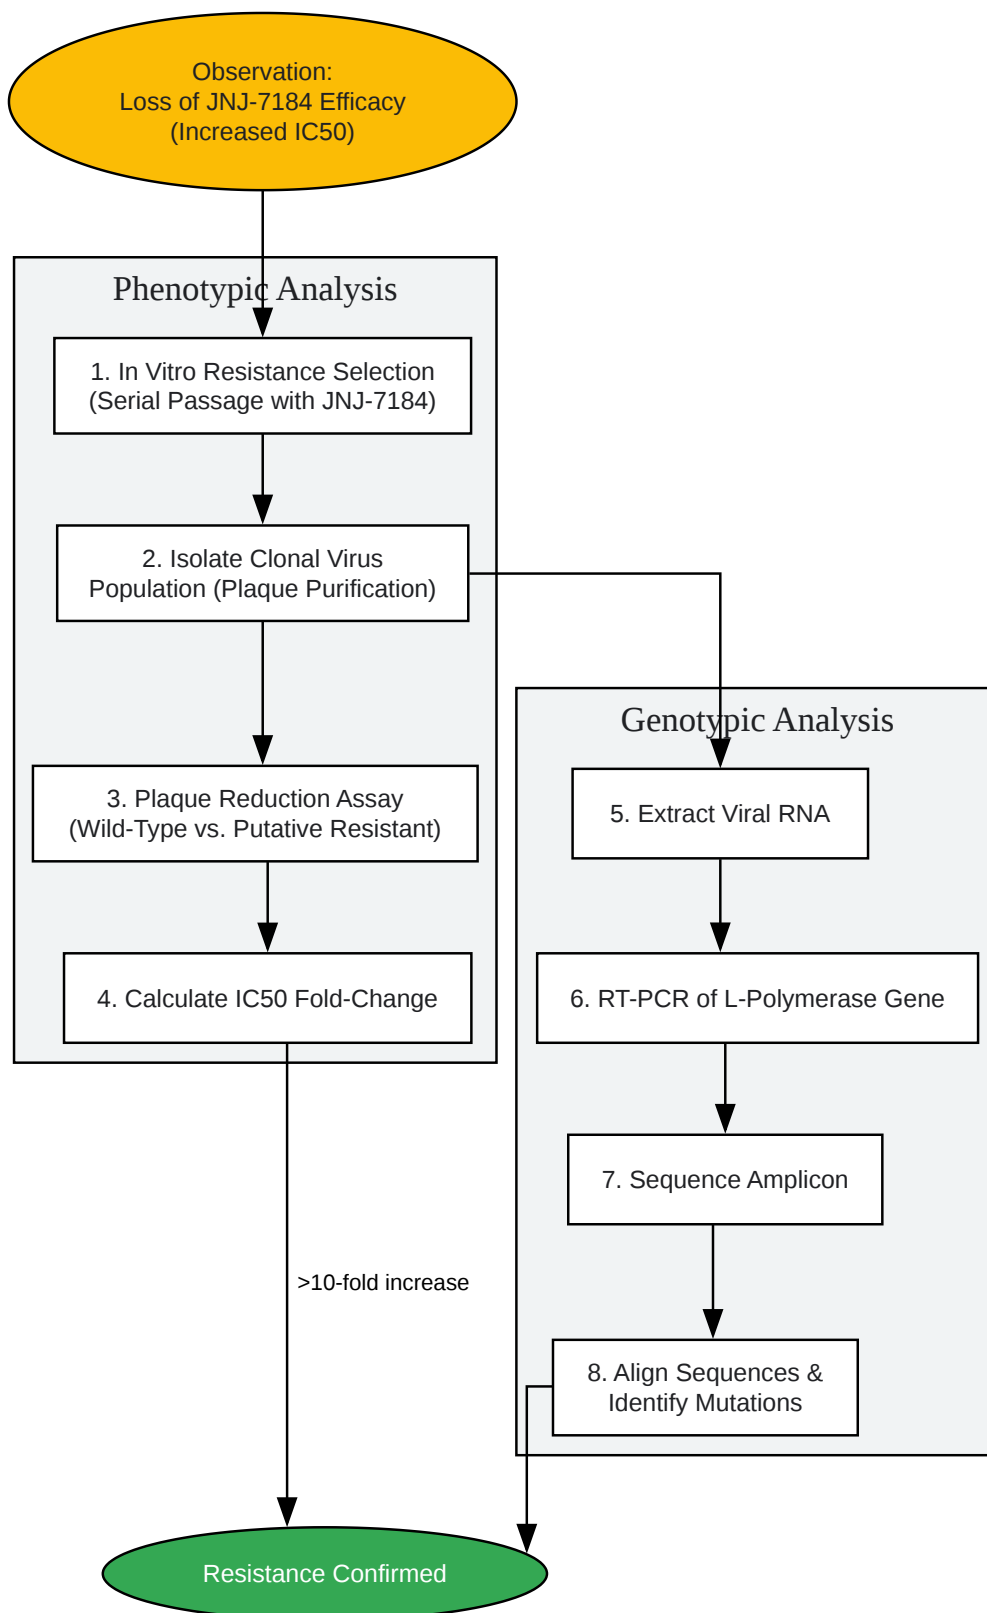 Observation:
Loss of JNJ-7184 Efficacy
(Increased IC50)
Phenotypic Analysis
1. In Vitro Resistance Selection
(Serial Passage with JNJ-7184)
2. Isolate Clonal Virus
Population (Plaque Purification)
3. Plaque Reduction Assay
(Wild-Type vs. Putative Resistant)
4. Calculate IC50 Fold-Change
Genotypic Analysis
5. Extract Viral RNA
6. RT-PCR of L-Polymerase Gene
7. Sequence Amplicon
8. Align Sequences &
Identify Mutations
>10-fold increase
Resistance Confirmed